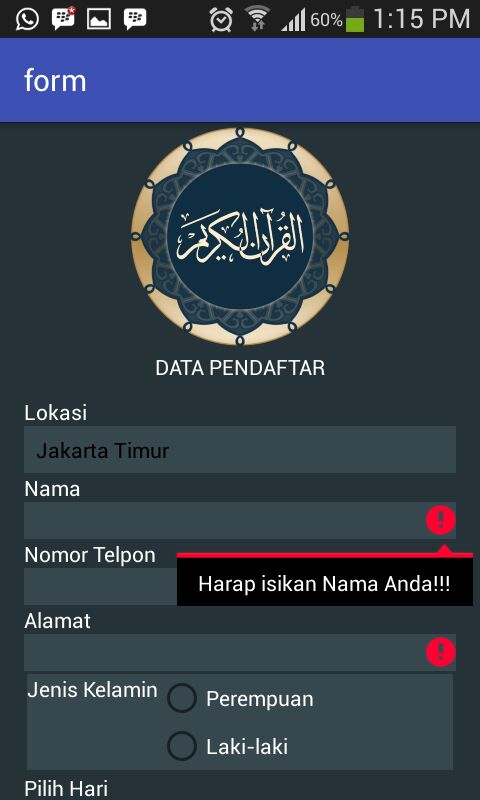 60% 1:15 PM
form
القرآن الكريم
DATA PENDAFTAR
Lokasi
Jakarta Timur
Nama
Nomor Telpon
Harap isikan Nama Anda!!!
Alamat
Jenis Kelamin
Perempuan
Laki-laki
Pilih Hari